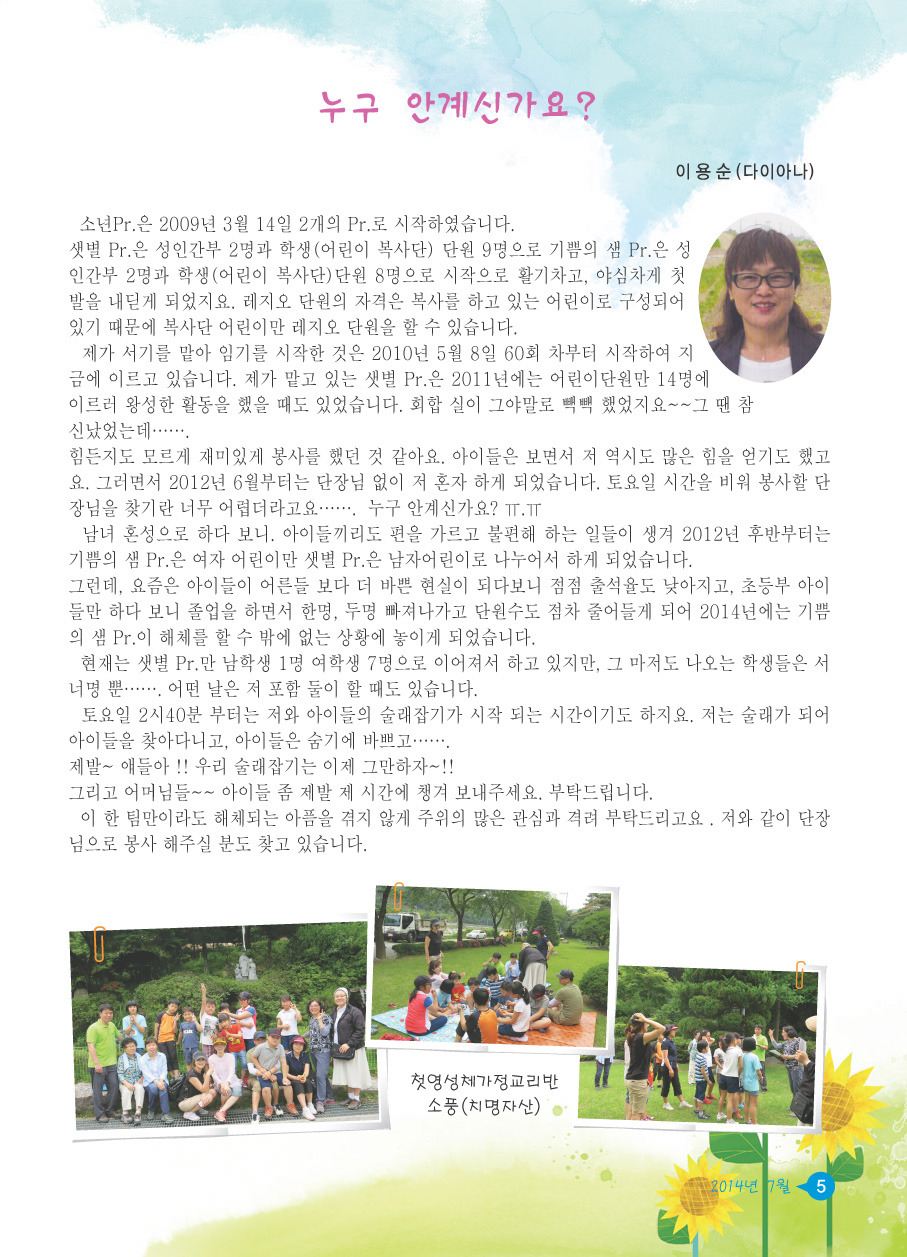 누구 안계신가요?
이 용 순 (다이아나)
소년Pr.은 2009년 3월 14일 2개의 Pr.로 시작하였습니다.
샛별 Pr.은 성인간부 2명과 학생(어린이 복사단) 단원 9명으로 기쁨의 샘 Pr.은 성
인간부 2명과 학생(어린이 복사단)단원 8명으로 시작으로 활기차고, 야심차게 첫
발을 내딛게 되었지요. 레지오 단원의 자격은 복사를 하고 있는 어린이로 구성되어
있기 때문에 복사단 어린이만 레지오 단원을 할 수 있습니다.
제가 서기를 맡아 임기를 시작한 것은 2010년 5월 8일 60회 차부터 시작하여 지
금에 이르고 있습니다. 제가 맡고 있는 샛별 Pr.은 2011년에는 어린이단원만 14명에
이르러 왕성한 활동을 했을 때도 있었습니다. 회합 실이 그야말로 빽빽 했었지요~~그 땐 참
신났었는데…….
힘든지도 모르게 재미있게 봉사를 했던 것 같아요. 아이들은 보면서 저 역시도 많은 힘을 얻기도 했고
요. 그러면서 2012년 6월부터는 단장님 없이 저 혼자 하게 되었습니다. 토요일 시간을 비워 봉사할 단
장님을 찾기란 너무 어렵더라고요……. 누구 안계신가요? ㅠ.ㅠ
남녀 혼성으로 하다 보니. 아이들끼리도 편을 가르고 불편해 하는 일들이 생겨 2012년 후반부터는
기쁨의 샘 Pr.은 여자 어린이만 샛별 Pr.은 남자어린이로 나누어서 하게 되었습니다.
그런데, 요즘은 아이들이 어른들 보다 더 바쁜 현실이 되다보니 점점 출석율도 낮아지고, 초등부 아이
들만 하다 보니 졸업을 하면서 한명, 두명 빠져나가고 단원수도 점차 줄어들게 되어 2014년에는 기쁨
의 샘 Pr.이 해체를 할 수 밖에 없는 상황에 놓이게 되었습니다.
현재는 샛별 Pr.만 남학생 1명 여학생 7명으로 이어져서 하고 있지만, 그 마저도 나오는 학생들은 서
너명 뿐……. 어떤 날은 저 포함 둘이 할 때도 있습니다.
토요일 2시40분 부터는 저와 아이들의 술래잡기가 시작 되는 시간이기도 하지요. 저는 술래가 되어
아이들을 찾아다니고, 아이들은 숨기에 바쁘고…….
제발~ 얘들아 !! 우리 술래잡기는 이제 그만하자~!!
그리고 어머님들~~ 아이들 좀 제발 제 시간에 챙겨 보내주세요. 부탁드립니다.
이 한 팀만이라도 해체되는 아픔을 겪지 않게 주위의 많은 관심과 격려 부탁드리고요 . 저와 같이 단장
님으로 봉사 해주실 분도 찾고 있습니다.
첫영성체가정교리반
소풍(치명자산)
2014년 7월 5